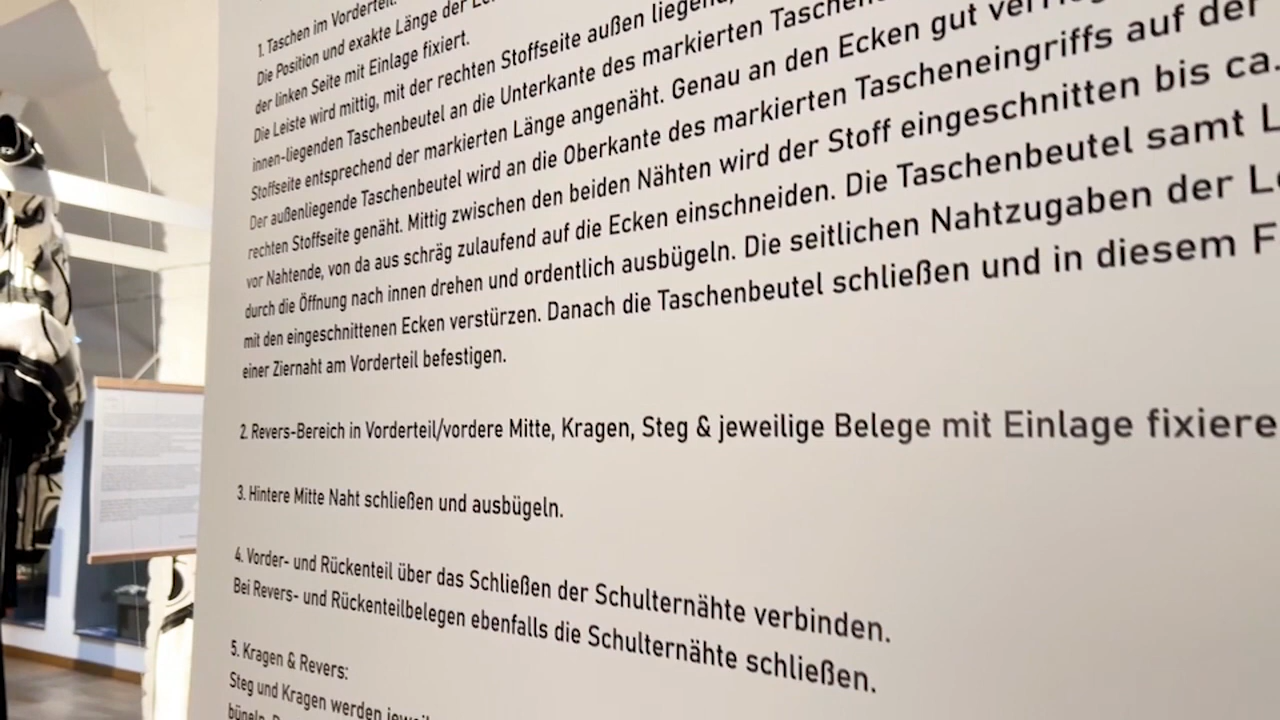 1. Taschen im Vorderteil:
Die Position und exakte Länge der
der linken Seite mit Einlage fixiert.
Die Leiste wird mittig, mit der rechten Stoffseite außen liegend,
innen-liegenden Taschenbeutel an die Unterkante des markierten
Stoffseite entsprechend der markierten Länge angenäht. Genau an den Ecken gut
Der außenliegende Taschenbeutel wird an die Oberkante des markierten Tascheneingriffs auf der
rechten Stoffseite genäht. Mittig zwischen den beiden Nähten wird der Stoff eingeschnitten bis ca.
vor Nahtende, von da aus schräg zulaufend auf die Ecken einschneiden. Die Taschenbeutel samt
durch die Öffnung nach innen drehen und ordentlich ausbügeln. Die seitlichen Nahtzugaben der
mit den eingeschnittenen Ecken verstürzen. Danach die Taschenbeutel schließen und in diesem
einer Ziernaht am Vorderteil befestigen.
2. Revers-Bereich in Vorderteil/vordere Mitte, Kragen, Steg & jeweilige Belege mit Einlage fixiere
3. Hintere Mitte Naht schließen und ausbügeln.
4. Vorder- und Rückenteil über das Schließen der Schulternähte verbinden.
Bei Revers- und Rückenteilbelegen ebenfalls die Schulternähte schließen.
5. Kragen & Revers:
Steg und Kragen werden